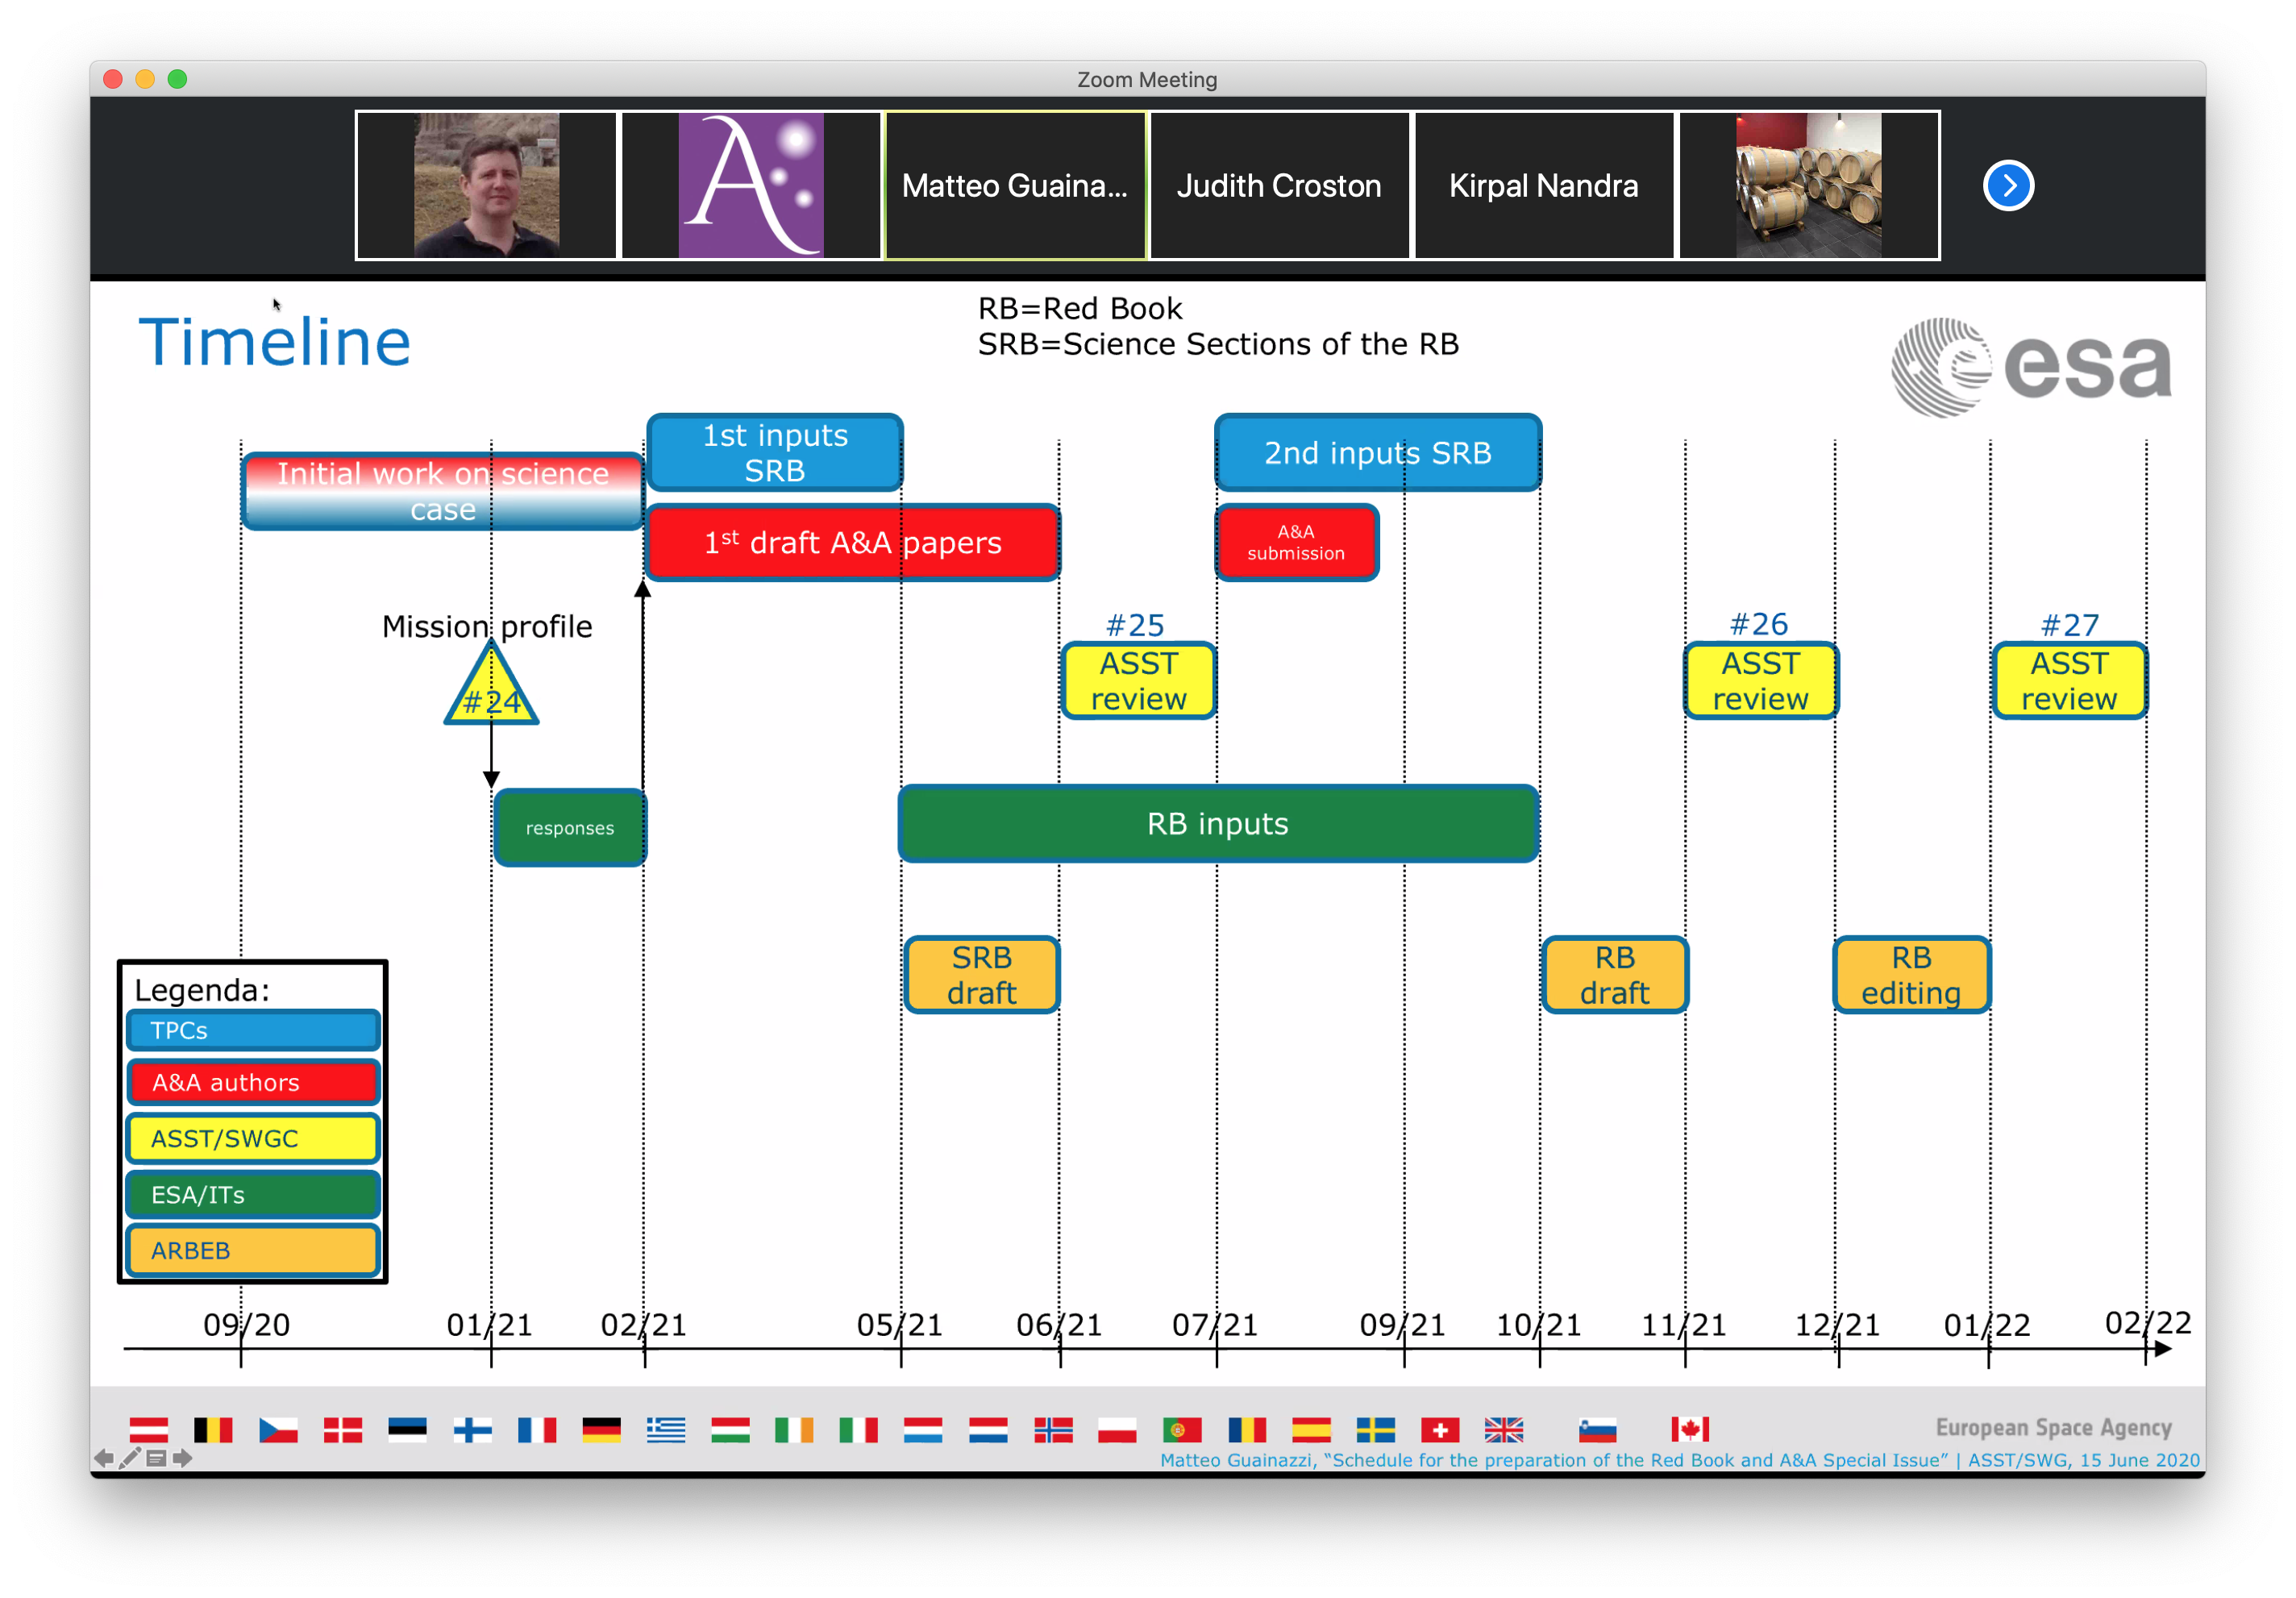 Zoom Meeting
A
Matteo Guaina...
Judith Croston
Kirpal Nandra
Timeline
RB=Red Book
SRB=Science Sections of the RB
esa
Initial work on science
case
1st inputs
SRB
2nd inputs SRB
1st draft A&A papers
A&A
submission
Mission profile
#24
#25
ASST
review
#26
ASST
review
#27
ASST
review
responses
RB inputs
SRB
draft
RB
draft
RB
editing
Legenda:
TPCs
A&A authors
ASST/SWGC
ESA/ITs
ARBEB
09/20
01/21
02/21
05/21
06/21
07/21
09/21
10/21
11/21
12/21
01/22
02/22
European Space Agency
Matteo Guainazzi, “Schedule for the preparation of the Red Book and A&A Special Issue” | ASST/SWG, 15 June 2020